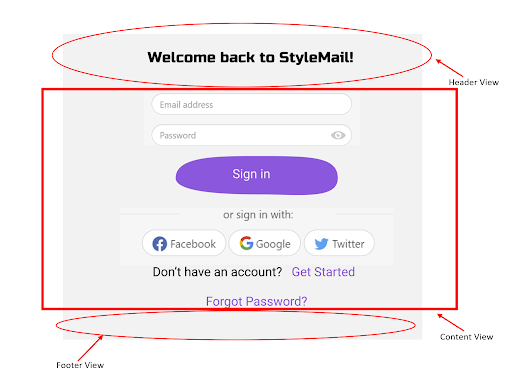 Welcome back to StyleMail!
Header View
Email address
Password
Sign in
or sign in with:
Facebook Google Twitter
Don't have an account? Get Started
Forgot Password?
Content View
Footer View